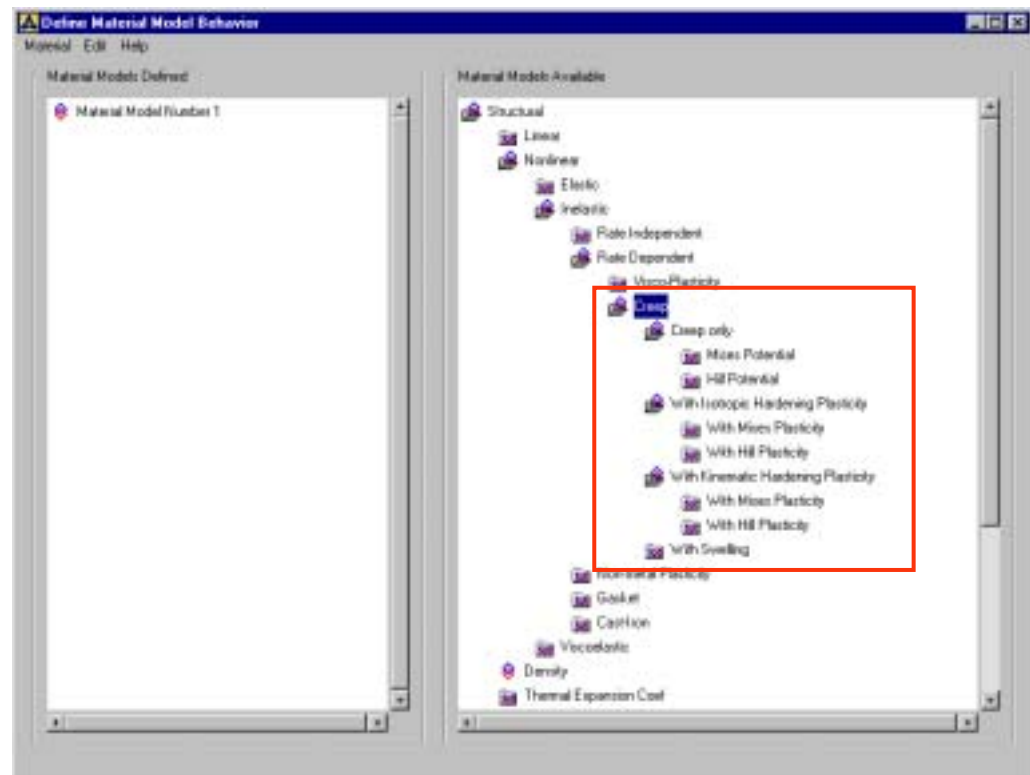 Define Material Model Behavior
Material Edit Help
Material Models Defined
Material Models Available
Material Model Number 1
Structural
Linear
Nonlinear
Elastic
Inelastic
Rate Independent
Rate Dependent
Visco-Plasticity
Creep
Creep only
Mises Potential
Hill Potential
With Isotropic Hardening Plasticity
With Mises Plasticity
With Hill Plasticity
With Kinematic Hardening Plasticity
With Mises Plasticity
With Hill Plasticity
With Swelling
Non-metal Plasticity
Gasket
Cast-Iron
Viscoelastic
Density
Thermal Expansion Coef